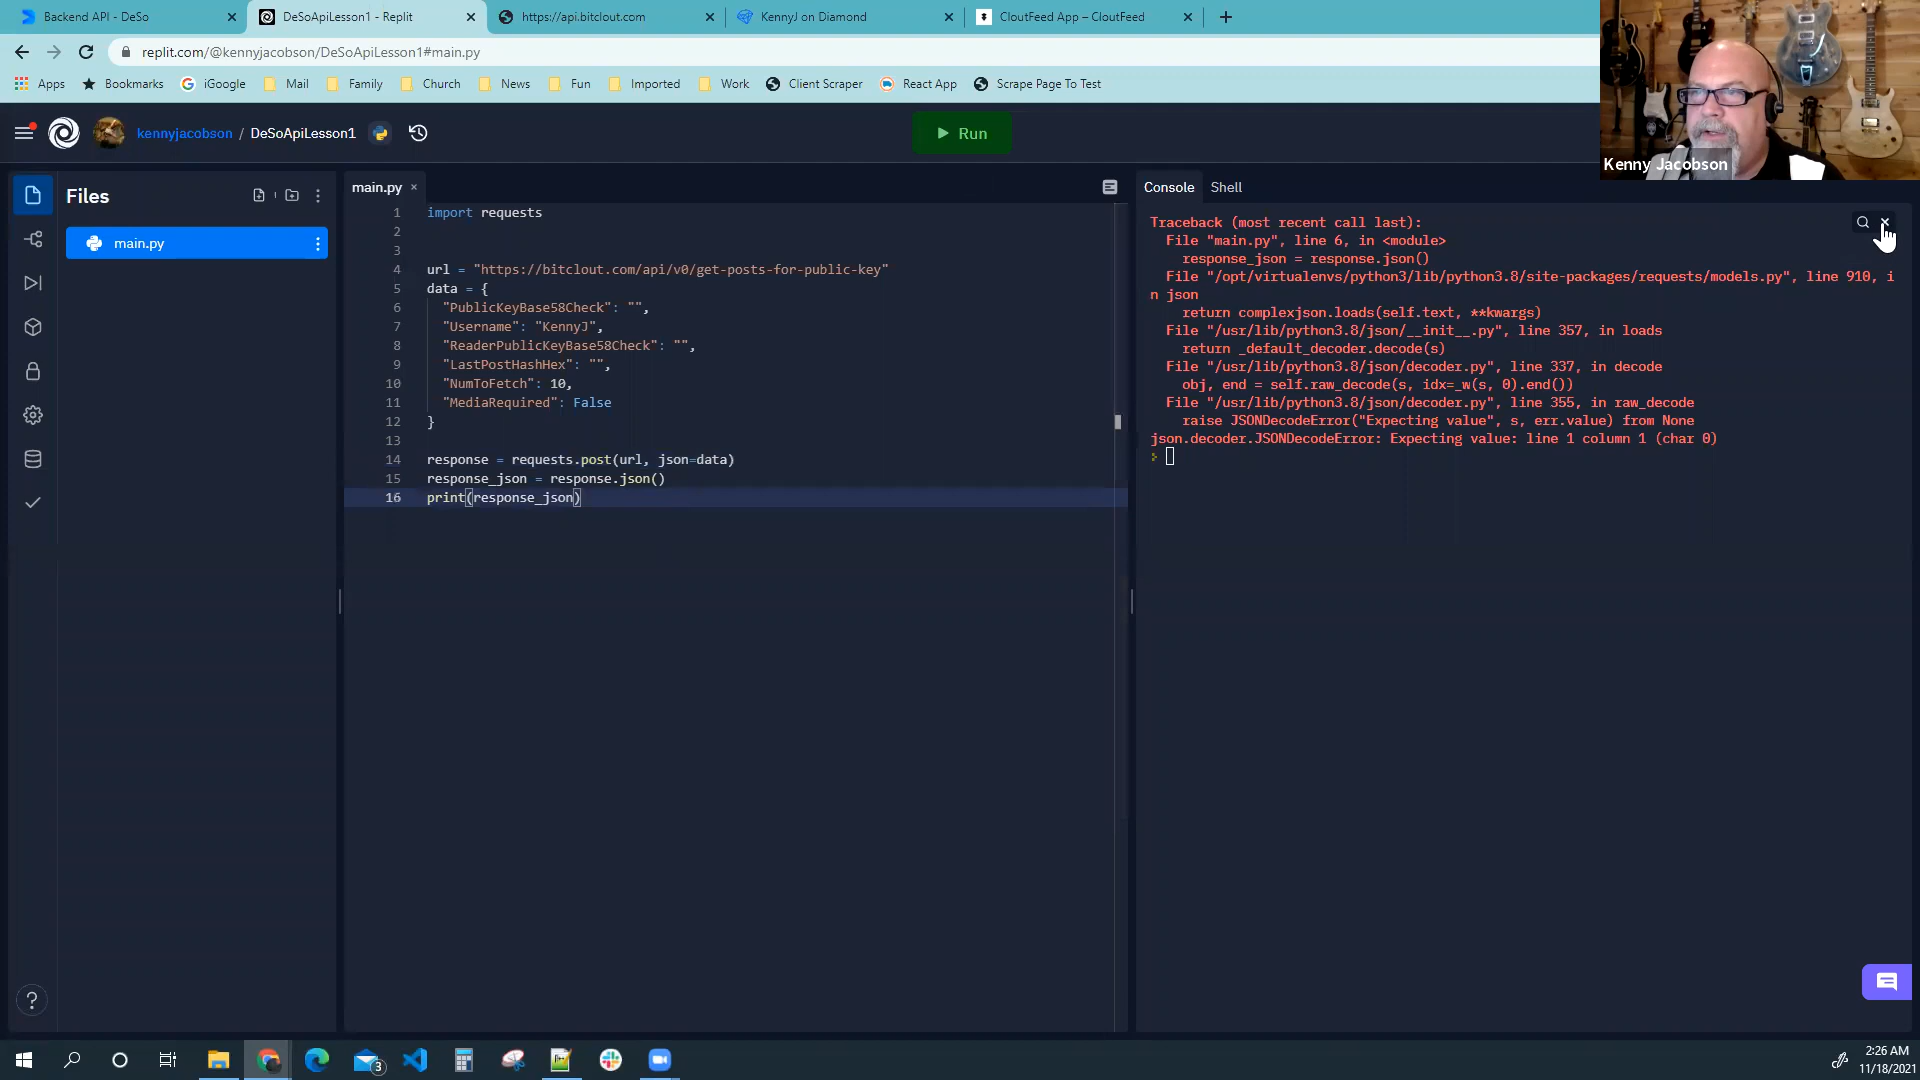 Backend API - DeSo
DeSoApiLesson1 - Replit
https://api.bitclout.com
KennyJ on Diamond
CloutFeed App – CloutFeed
replit.com/@kennyjacobson/DeSoApiLesson1#main.py
Apps
Bookmarks
iGoogle
Mail
Family
Church
News
Fun
Imported
Work
Client Scraper
React App
Scrape Page To Test
kennyjacobson / DeSoApiLesson1
Run
Kenny Jacobson
Files
main.py
main.py
1 import requests
2
3
4 url = "https://bitclout.com/api/v0/get-posts-for-public-key"
5 data = {
6 "PublicKeyBase58Check": "",
7 "Username": "KennyJ",
8 "ReaderPublicKeyBase58Check": "",
9 "LastPostHashHex": "",
10 "NumToFetch": 10,
11 "MediaRequired": False
12 }
13
14 response = requests.post(url, json=data)
15 response_json = response.json()
16 print(response_json)
Console
Shell
Traceback (most recent call last):
File "main.py", line 6, in <module>
response_json = response.json()
File "/opt/virtualenvs/python3/lib/python3.8/site-packages/requests/models.py", line 910, i
n json
return complexjson.loads(self.text, **kwargs)
File "/usr/lib/python3.8/json/__init__.py", line 357, in loads
return _default_decoder.decode(s)
File "/usr/lib/python3.8/json/decoder.py", line 337, in decode
obj, end = self.raw_decode(s, idx=_w(s, 0).end())
File "/usr/lib/python3.8/json/decoder.py", line 355, in raw_decode
raise JSONDecodeError("Expecting value", s, err.value) from None
json.decoder.JSONDecodeError: Expecting value: line 1 column 1 (char 0)
?
3
2:26 AM
11/18/2021